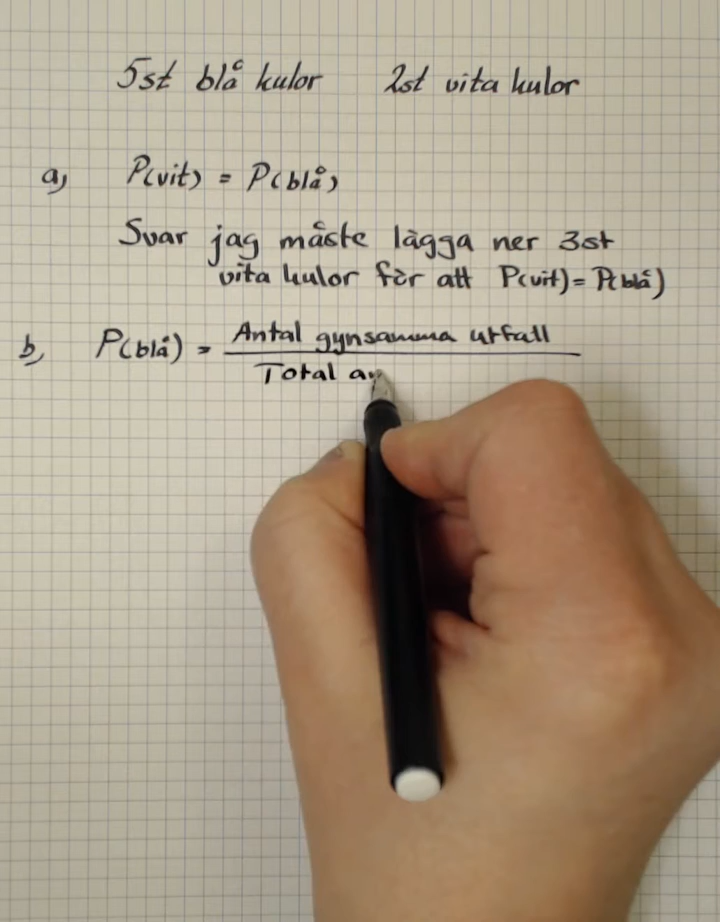 5st blå kulor 2st vita kulor
a) P(vit) = P(blå)
Svar jag måste lägga ner 3st
vita kulor för att P(vit) = P(blå)
b) P(blå) = Antal gynsamma utfall
Total an